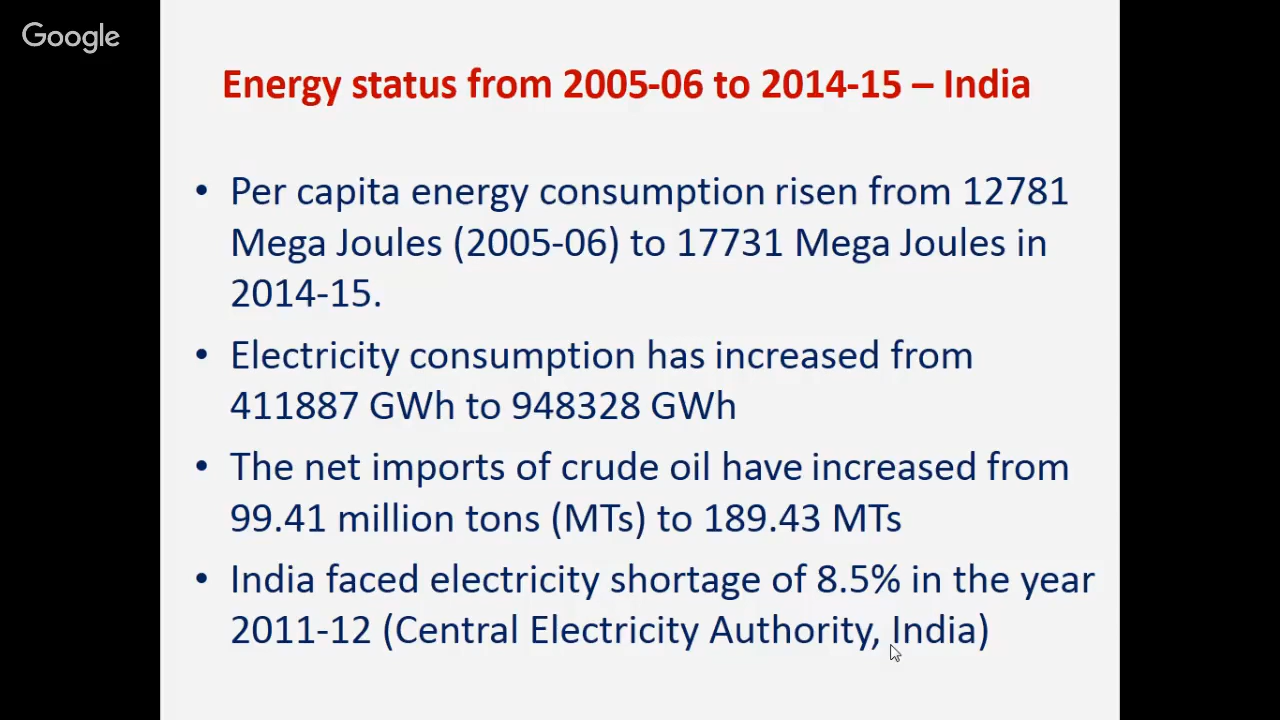 Google
Energy status from 2005-06 to 2014-15 – India
• Per capita energy consumption risen from 12781
Mega Joules (2005-06) to 17731 Mega Joules in
2014-15.
• Electricity consumption has increased from
411887 GWh to 948328 GWh
• The net imports of crude oil have increased from
99.41 million tons (MTs) to 189.43 MTs
• India faced electricity shortage of 8.5% in the year
2011-12 (Central Electricity Authority, India)